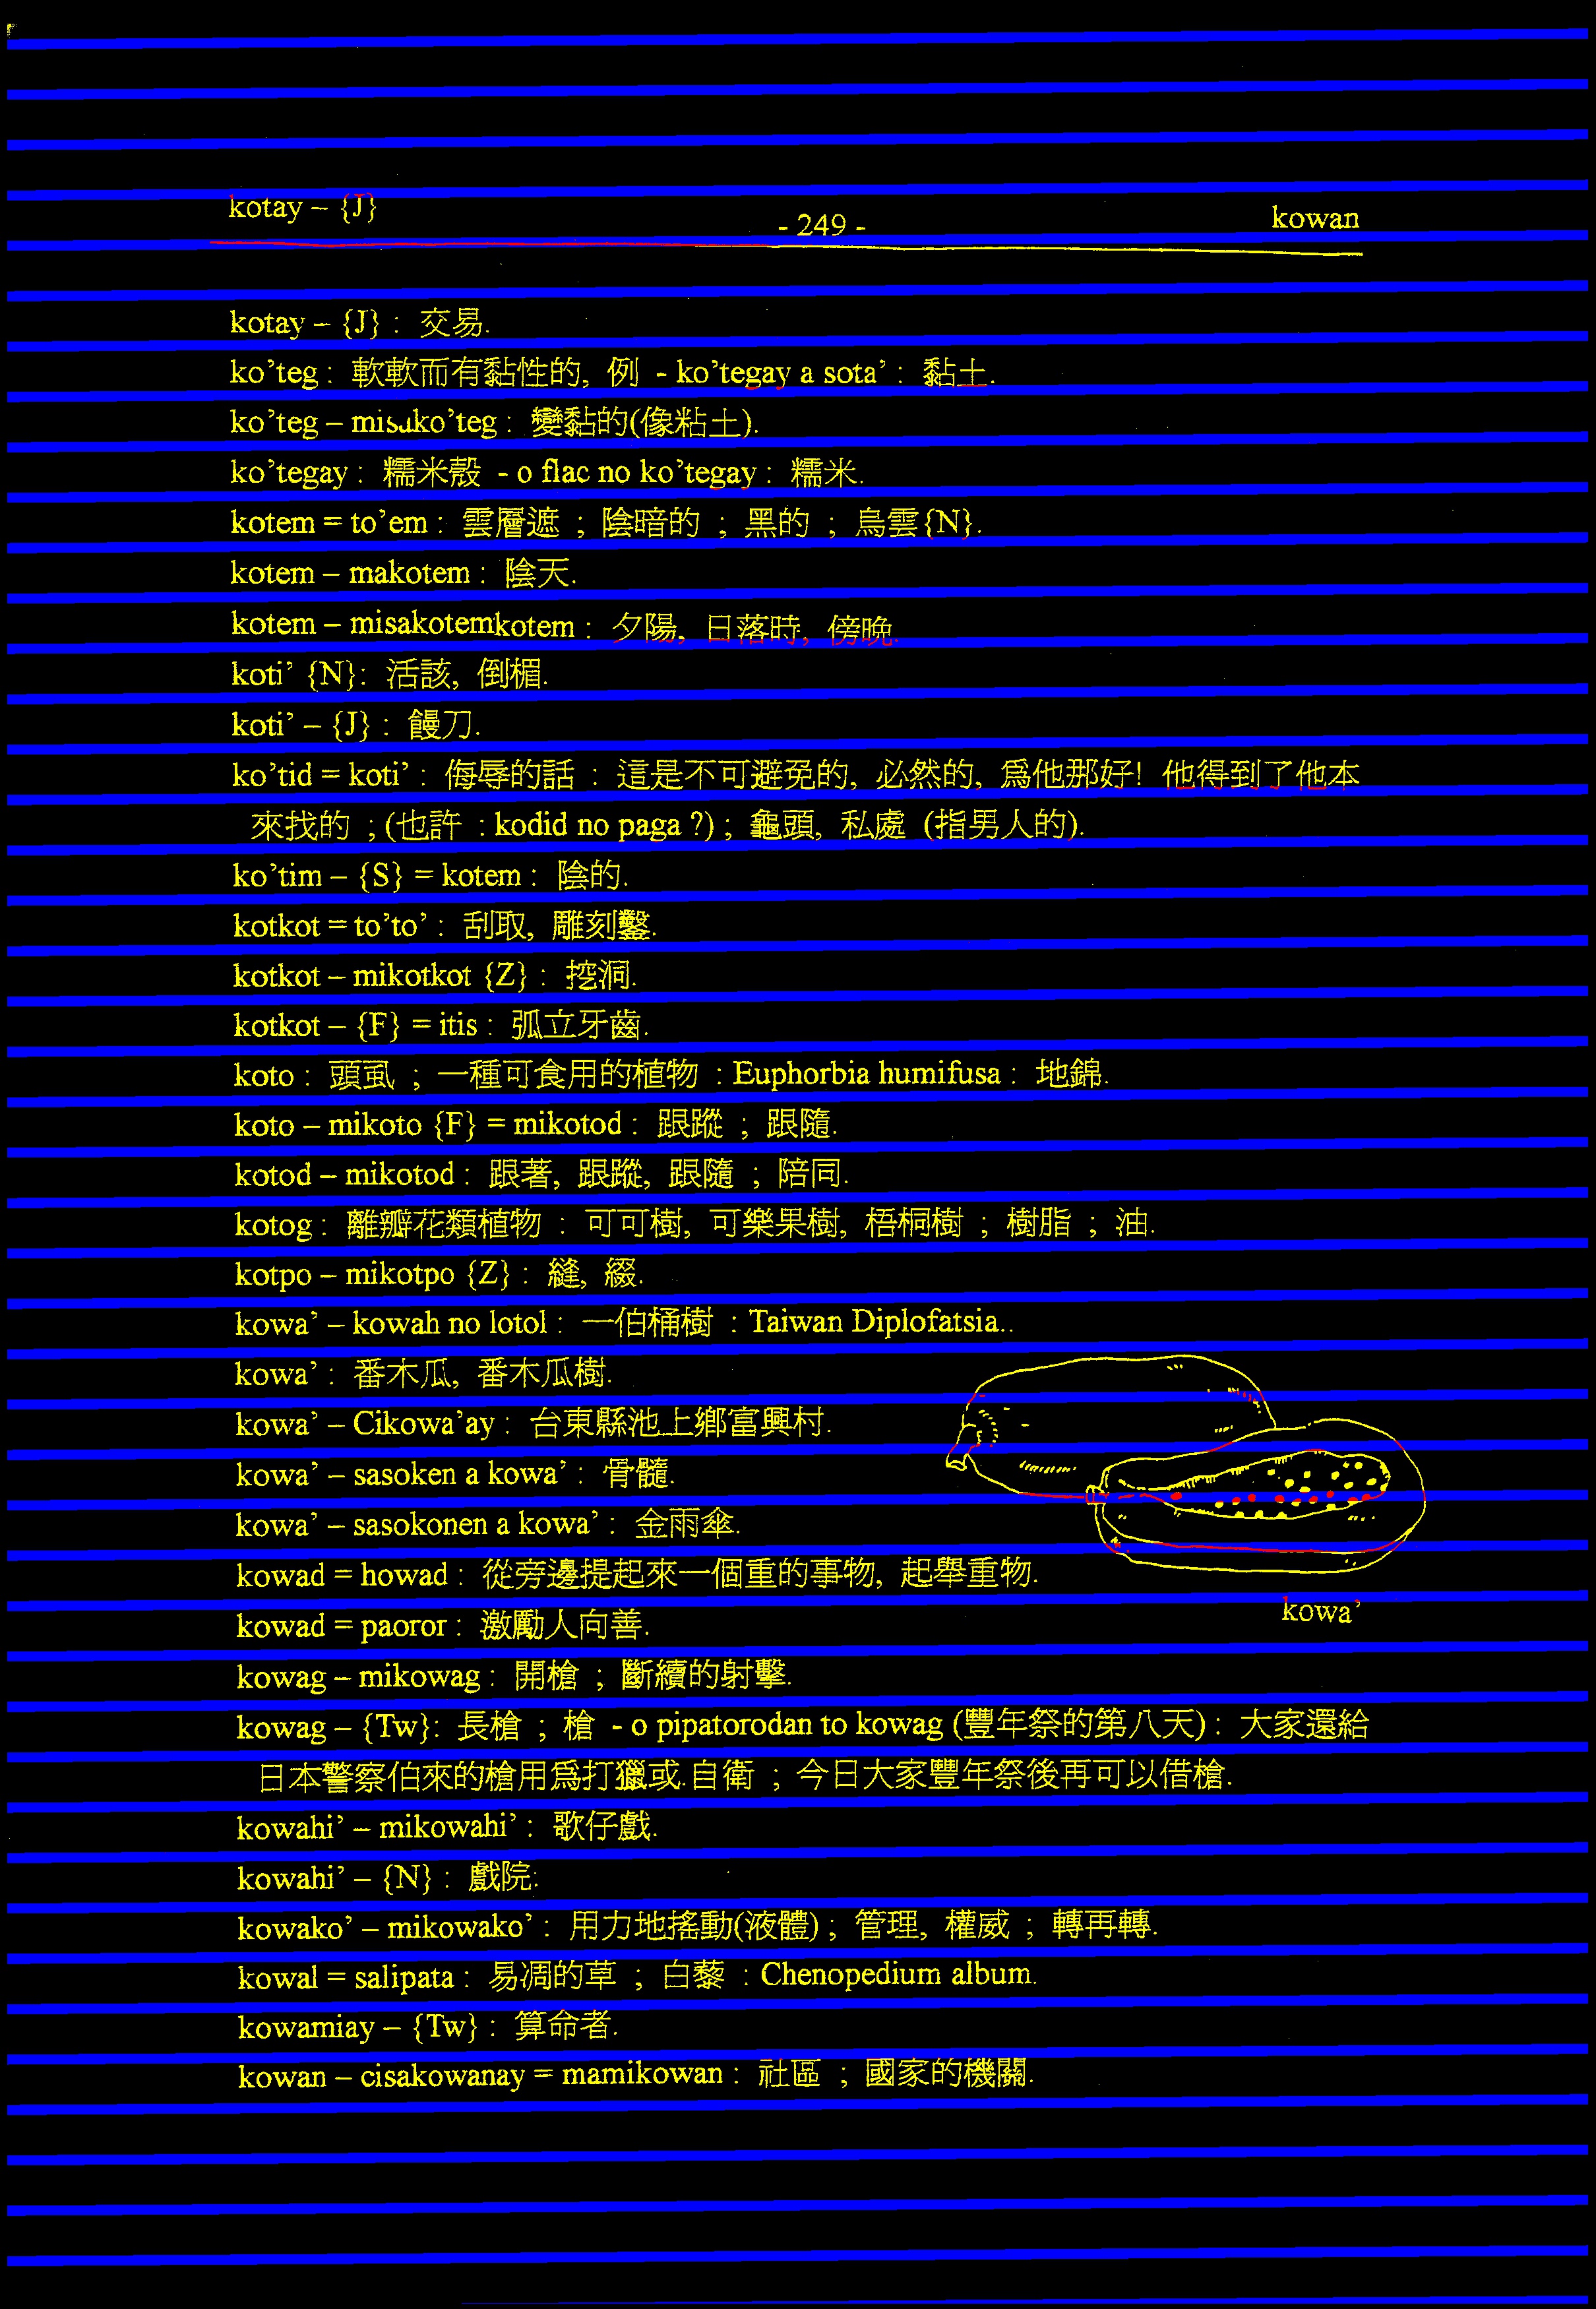 kotay – {J}
- 249 -
kowan
kotay – {J} : 交易.
ko’teg : 軟軟而有黏性的, 例 - ko’tegay a sota’ : 黏土.
ko’teg – misako’teg : 變黏的(像粘土).
ko’tegay : 糯米殼 - o flac no ko’tegay : 糯米.
kotem = to’em : 雲層遮 ; 陰暗的 ; 黑的 ; 烏雲{N}.
kotem – makotem : 陰天.
kotem – misakotemkotem : 夕陽, 日落時, 傍晚.
koti’ {N}: 活該, 倒楣.
koti’ – {J} : 饅刀.
ko’tid = koti’ : 侮辱的話 : 這是不可避免的, 必然的, 爲他那好! 他得到了他本
來找的 ; (也許 : kodid no paga ?) ; 龜頭, 私處 (指男人的).
ko’tim – {S} = kotem : 陰的.
kotkot = to’to’ : 刮取, 雕刻鑿.
kotkot – mikotkot {Z} : 挖洞.
kotkot – {F} = itis : 弧立牙齒.
koto : 頭虱 ; 一種可食用的植物 : Euphorbia humifusa : 地錦.
koto – mikoto {F} = mikotod : 跟蹤 ; 跟隨.
kotod – mikotod : 跟著, 跟蹤, 跟隨 ; 陪同.
kotog : 離瓣花類植物 : 可可樹, 可樂果樹, 梧桐樹 ; 樹脂 ; 油.
kotpo – mikotpo {Z} : 縫, 綴.
kowa’ – kowah no lotol : 一伯桶樹 : Taiwan Diplofatsia..
kowa’ : 番木瓜, 番木瓜樹.
kowa’ – Cikowa’ay : 台東縣池上鄉富興村.
kowa’ – sasoken a kowa’ : 骨髓.
kowa’ – sasokonen a kowa’ : 金雨傘.
kowad = howad : 從旁邊提起來一個重的事物, 起舉重物.
kowa’
kowad = paoror : 激勵人向善.
kowag – mikowag : 開槍 ; 斷續的射擊.
kowag – {Tw}: 長槍 ; 槍 - o pipatorodan to kowag (豐年祭的第八天) : 大家還給
日本警察伯來的槍用爲打獵或.自衛 ; 今日大家豐年祭後再可以借槍.
kowahi’ – mikowahi’ : 歌仔戲.
kowahi’ – {N} : 戲院.
kowako’ – mikowako’ : 用力地搖動(液體) ; 管理, 權威 ; 轉再轉.
kowal = salipata : 易凋的草 ; 白藜 : Chenopedium album.
kowamiay – {Tw} : 算命者.
kowan – cisakowanay = mamikowan : 社區 ; 國家的機關.